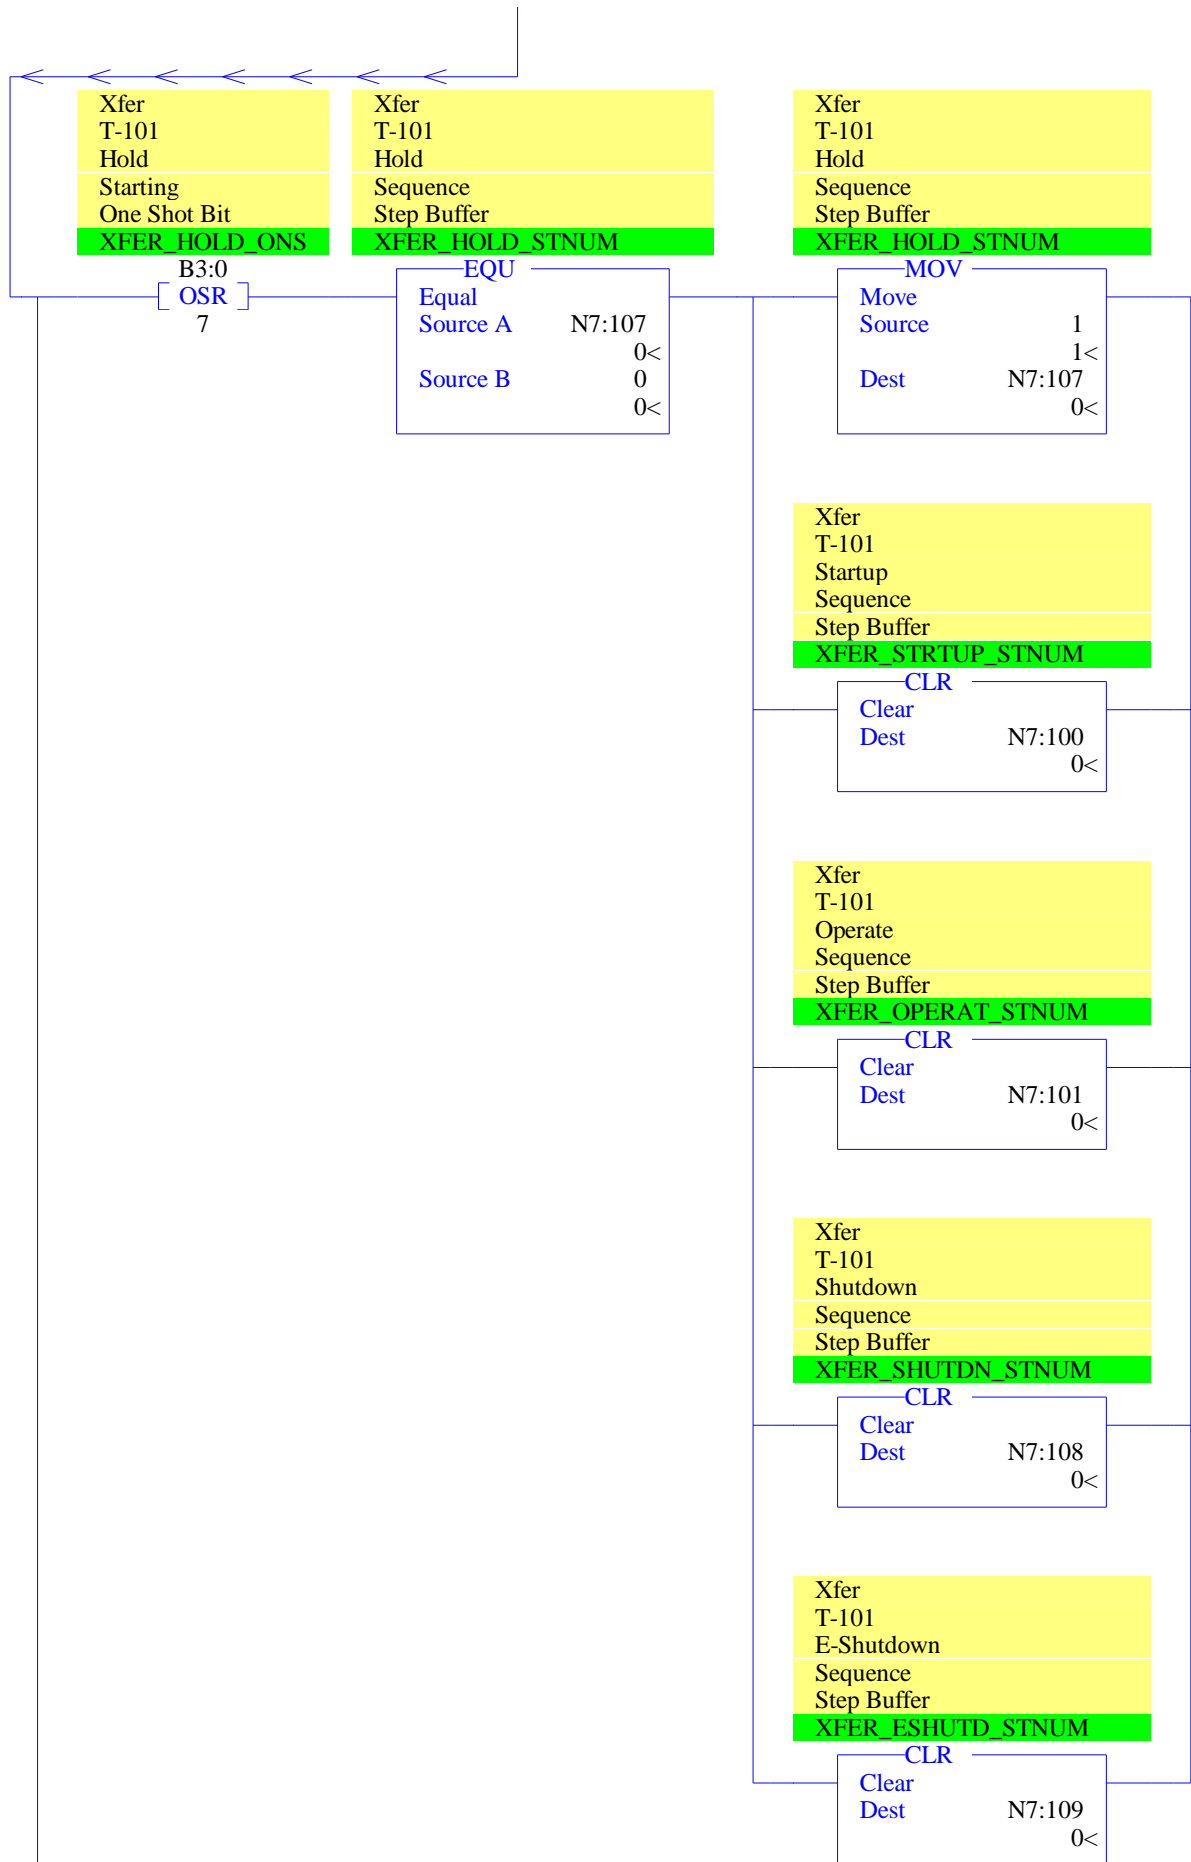 Xfer
T-101
Hold
Starting
One Shot Bit
XFER_HOLD_ONS
B3:0
OSR
7
Xfer
T-101
Hold
Sequence
Step Buffer
XFER_HOLD_STNUM
EQU
Equal
Source A N7:107
0<
Source B 0
0<
Xfer
T-101
Hold
Sequence
Step Buffer
XFER_HOLD_STNUM
MOV
Move
Source 1
1<
Dest N7:107
0<
Xfer
T-101
Startup
Sequence
Step Buffer
XFER_STRTUP_STNUM
CLR
Clear
Dest N7:100
0<
Xfer
T-101
Operate
Sequence
Step Buffer
XFER_OPERAT_STNUM
CLR
Clear
Dest N7:101
0<
Xfer
T-101
Shutdown
Sequence
Step Buffer
XFER_SHUTDN_STNUM
CLR
Clear
Dest N7:108
0<
Xfer
T-101
E-Shutdown
Sequence
Step Buffer
XFER_ESHUTD_STNUM
CLR
Clear
Dest N7:109
0<